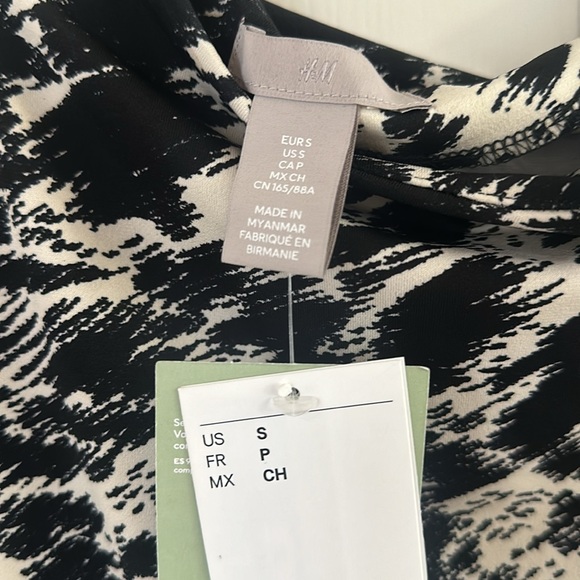 H&M
EUR S
US S
CA P
MX CH
CN 165/88A
MADE IN
MYANMAR
FABRIQUÉ EN
BIRMANIE
US S
FR P
MX CH